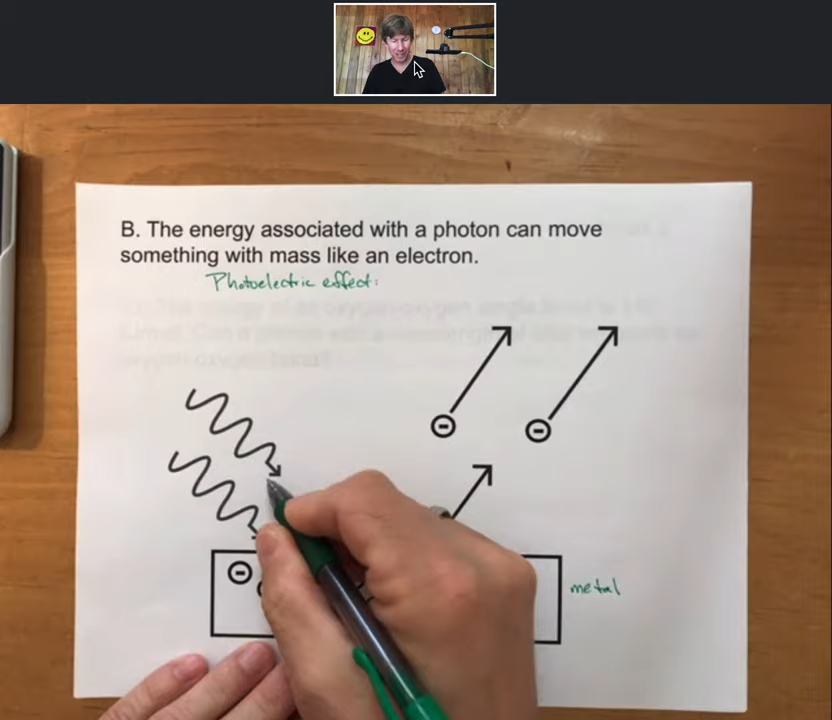 B. The energy associated with a photon can move
something with mass like an electron.
Photoelectric effect:
metal